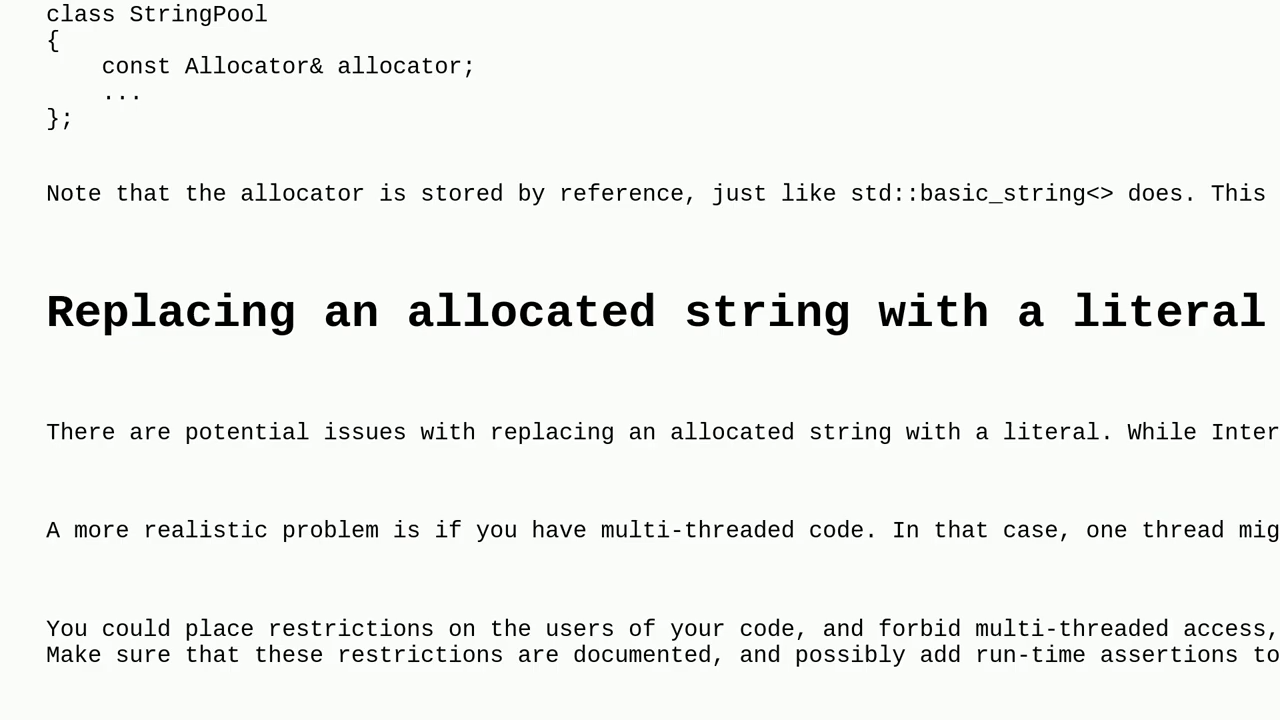 class StringPool
{
    const Allocator& allocator;
    ...
};
Note that the allocator is stored by reference, just like std::basic_string<> does. This
Replacing an allocated string with a literal
There are potential issues with replacing an allocated string with a literal. While Inter
A more realistic problem is if you have multi-threaded code. In that case, one thread mig
You could place restrictions on the users of your code, and forbid multi-threaded access,
Make sure that these restrictions are documented, and possibly add run-time assertions to